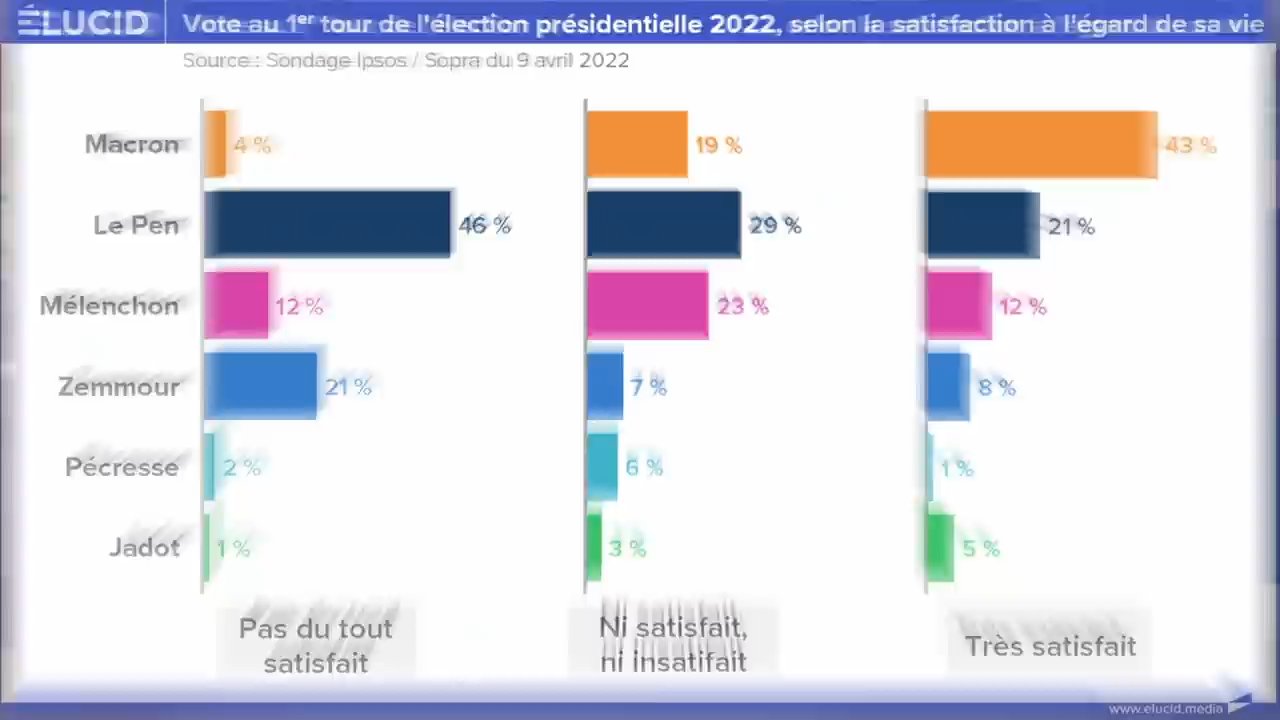 ÉLUCID
Vote au 1er tour de l'élection présidentielle 2022, selon la satisfaction à l'égard de sa vie
Source : Sondage Ipsos / Sopra du 9 avril 2022
Macron 4 % 19 % 43 %
Le Pen 46 % 29 % 21 %
Mélenchon 12 % 23 % 12 %
Zemmour 21 % 7 % 8 %
Pécresse 2 % 6 % 1 %
Jadot 1 % 3 % 5 %
Pas du tout
satisfait
Ni satisfait,
ni insatifait
Très satisfait
www.elucid.media